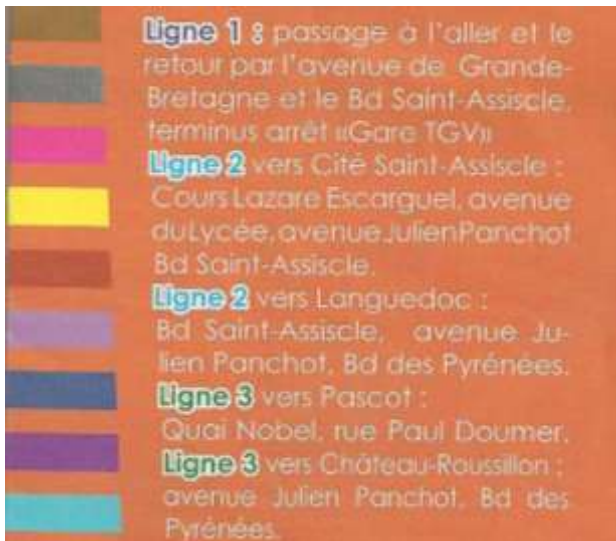 Ligne 1 : passage à l'aller et le
retour par l'avenue de Grande-
Bretagne et le Bd Saint-Assiscle,
terminus arrêt «Gare TGV»
Ligne 2 vers Cité Saint-Assiscle :
Cours Lazare Escarguel, avenue
du Lycée, avenue Julien Panchot
Bd Saint-Assiscle.
Ligne 2 vers Languedoc :
Bd Saint-Assiscle, avenue Ju-
lien Panchot, Bd des Pyrénées.
Ligne 3 vers Pascot :
Quai Nobel, rue Paul Doumer.
Ligne 3 vers Château-Roussillon :
avenue Julien Panchot, Bd des
Pyrénées.